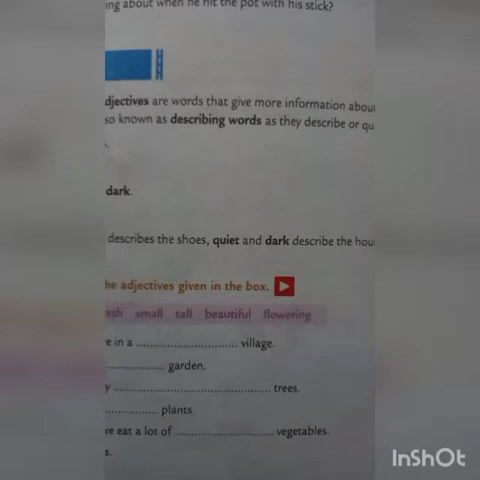 ing about when he hit the pot with his stick?
djectives are words that give more information abou
so known as describing words as they describe or qu
s.
dark.
describes the shoes, quiet and dark describe the hou
he adjectives given in the box.
esh small tall beautiful flowering
e in a ........................... village.
................ garden.
y ........................................... trees.
.............. plants.
ve eat a lot of .......................... vegetables.
s.
InShOt